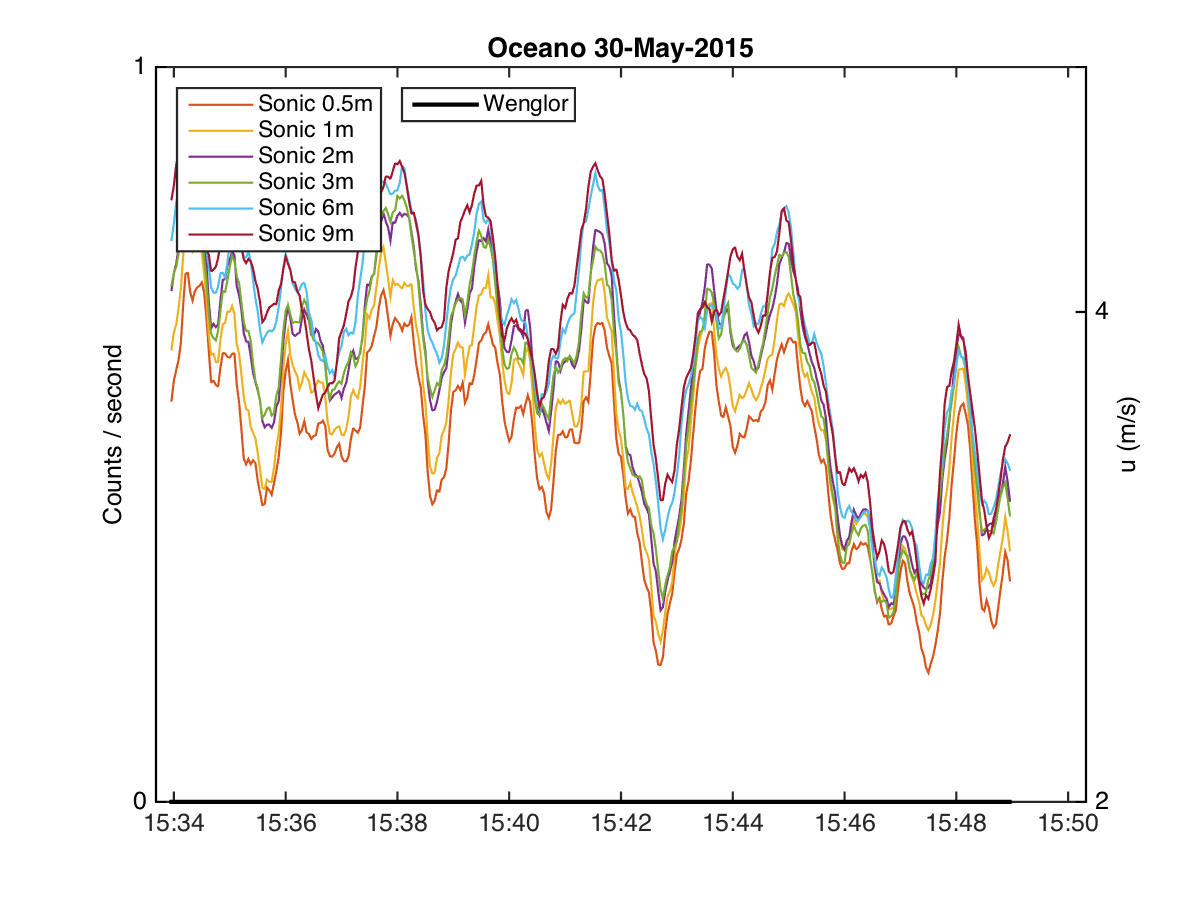 Oceano 30-May-2015
1
Sonic 0.5m
Sonic 1m
Sonic 2m
Sonic 3m
Sonic 6m
Sonic 9m
Wenglor
Counts / second
4
u (m/s)
0
2
15:34 15:36 15:38 15:40 15:42 15:44 15:46 15:48 15:50